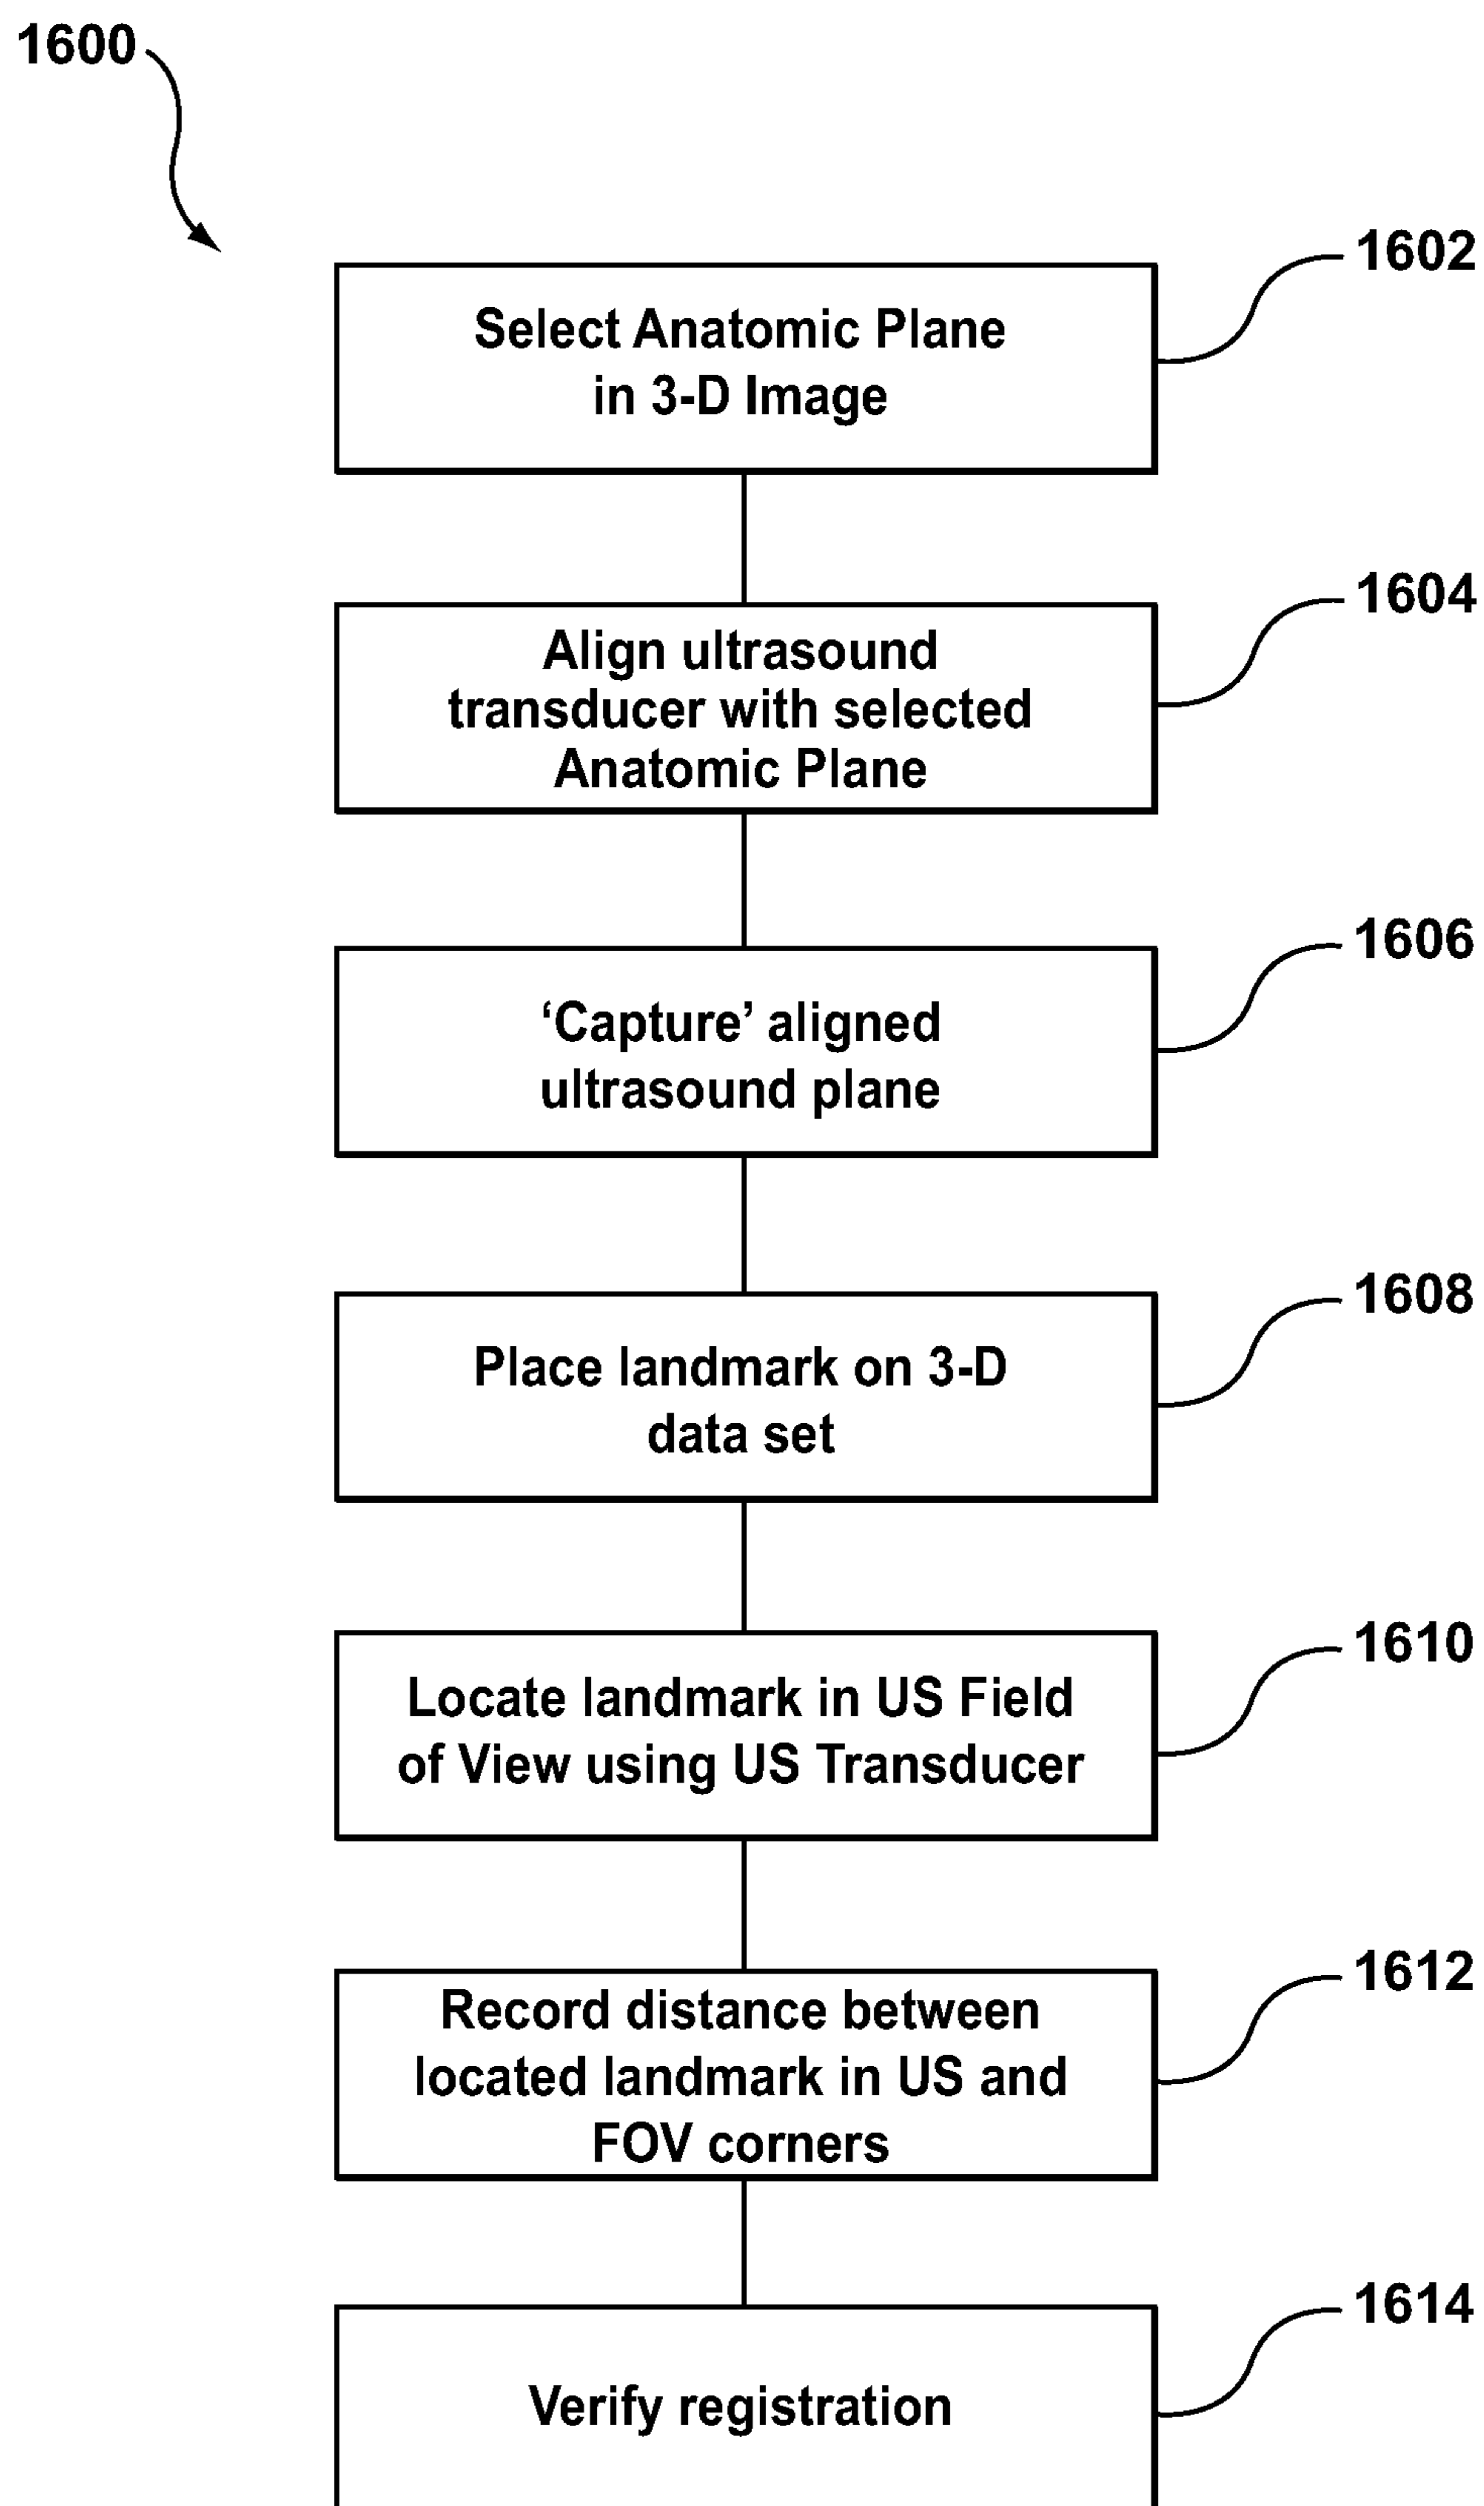 1600
1602
Select Anatomic Plane
in 3-D Image
1604
Align ultrasound
transducer with selected
Anatomic Plane
1606
‘Capture’ aligned
ultrasound plane
1608
Place landmark on 3-D
data set
1610
Locate landmark in US Field
of View using US Transducer
1612
Record distance between
located landmark in US and
FOV corners
1614
Verify registration